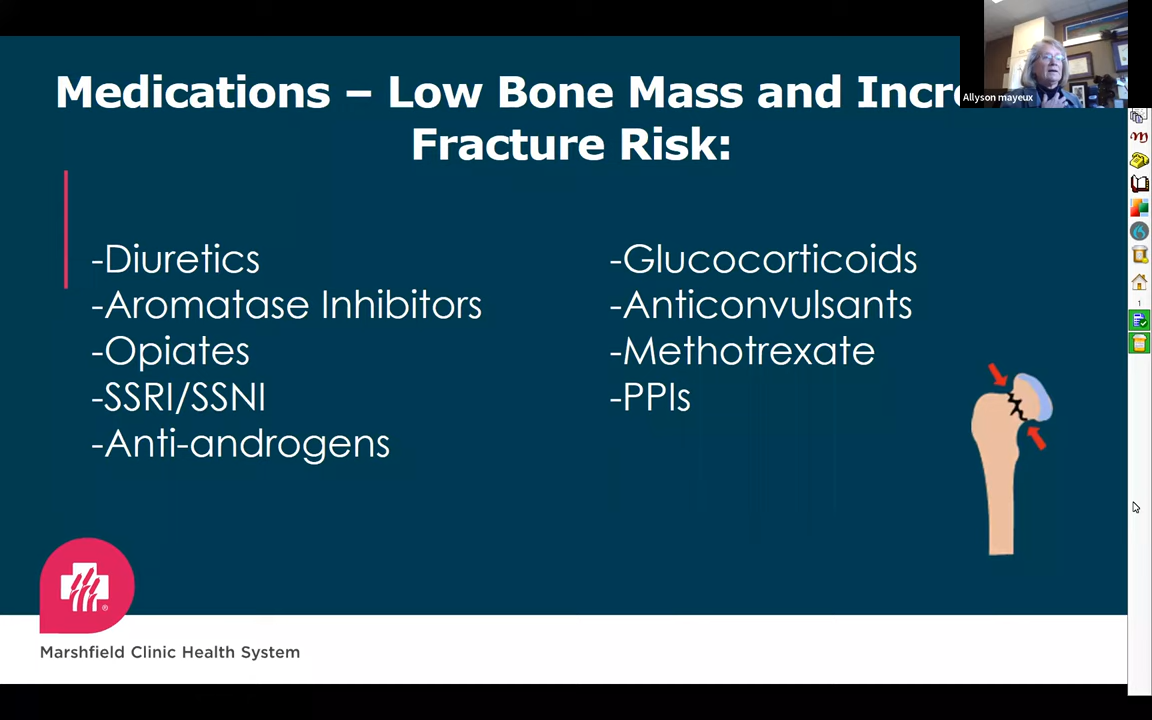 Medications – Low Bone Mass and Incre
Fracture Risk:
Allyson mayeux
-Diuretics
-Aromatase Inhibitors
-Opiates
-SSRI/SSNI
-Anti-androgens
-Glucocorticoids
-Anticonvulsants
-Methotrexate
-PPIs
1
®
Marshfield Clinic Health System